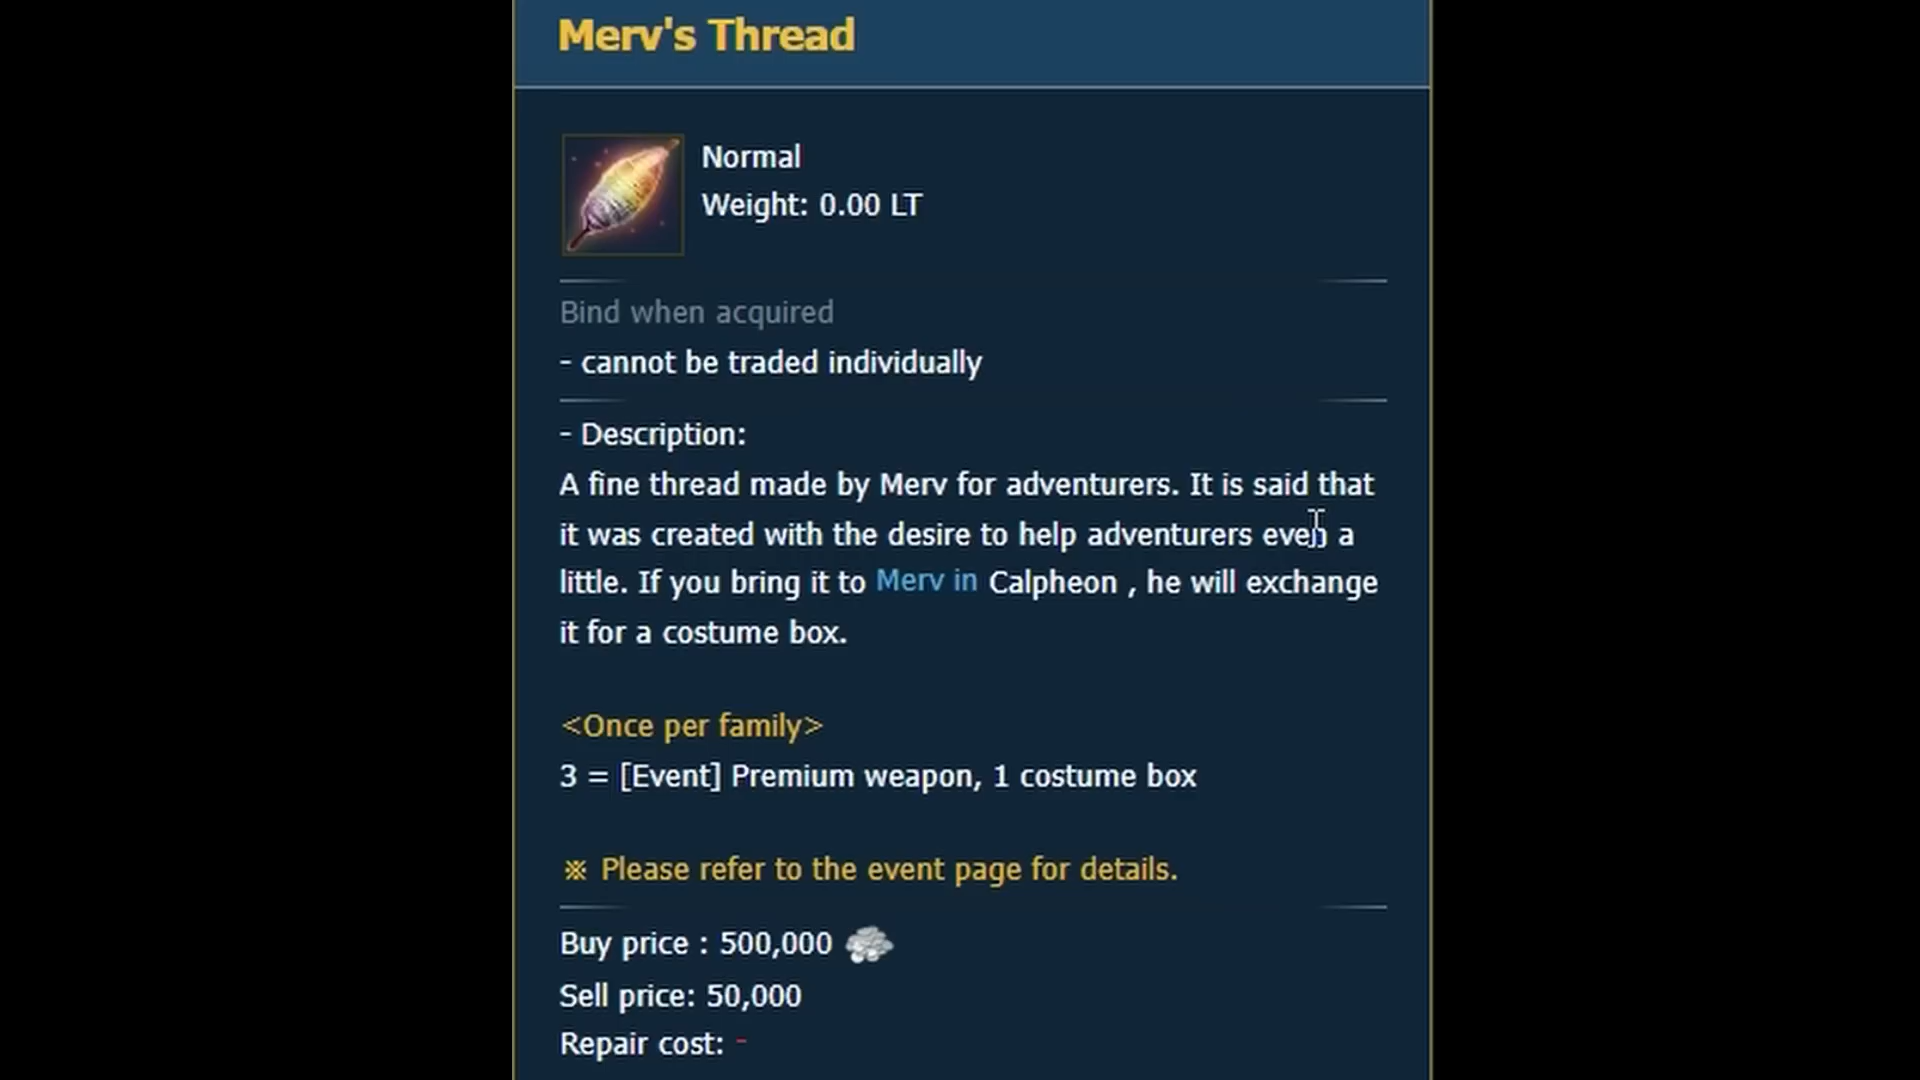 Merv's Thread
Normal
Weight: 0.00 LT
Bind when acquired
- cannot be traded individually
- Description:
A fine thread made by Merv for adventurers. It is said that
it was created with the desire to help adventurers even a
little. If you bring it to Merv in Calpheon , he will exchange
it for a costume box.
<Once per family>
3 = [Event] Premium weapon, 1 costume box
※ Please refer to the event page for details.
Buy price : 500,000
Sell price: 50,000
Repair cost: -